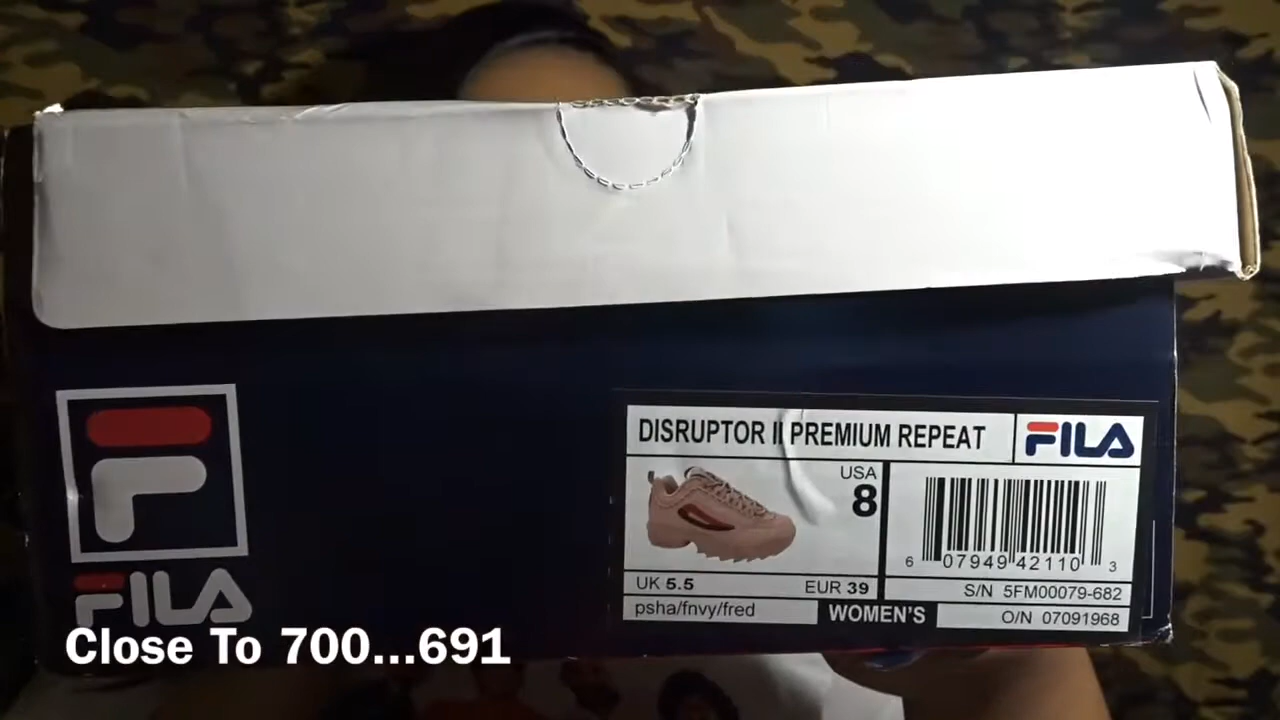 DISRUPTOR II PREMIUM REPEAT
FILA
USA
8
6 07949 42110 3
UK 5.5 EUR 39
S/N 5FM00079-682
psha/fnvy/fred
WOMEN'S
O/N 07091968
FILA
Close To 700...691